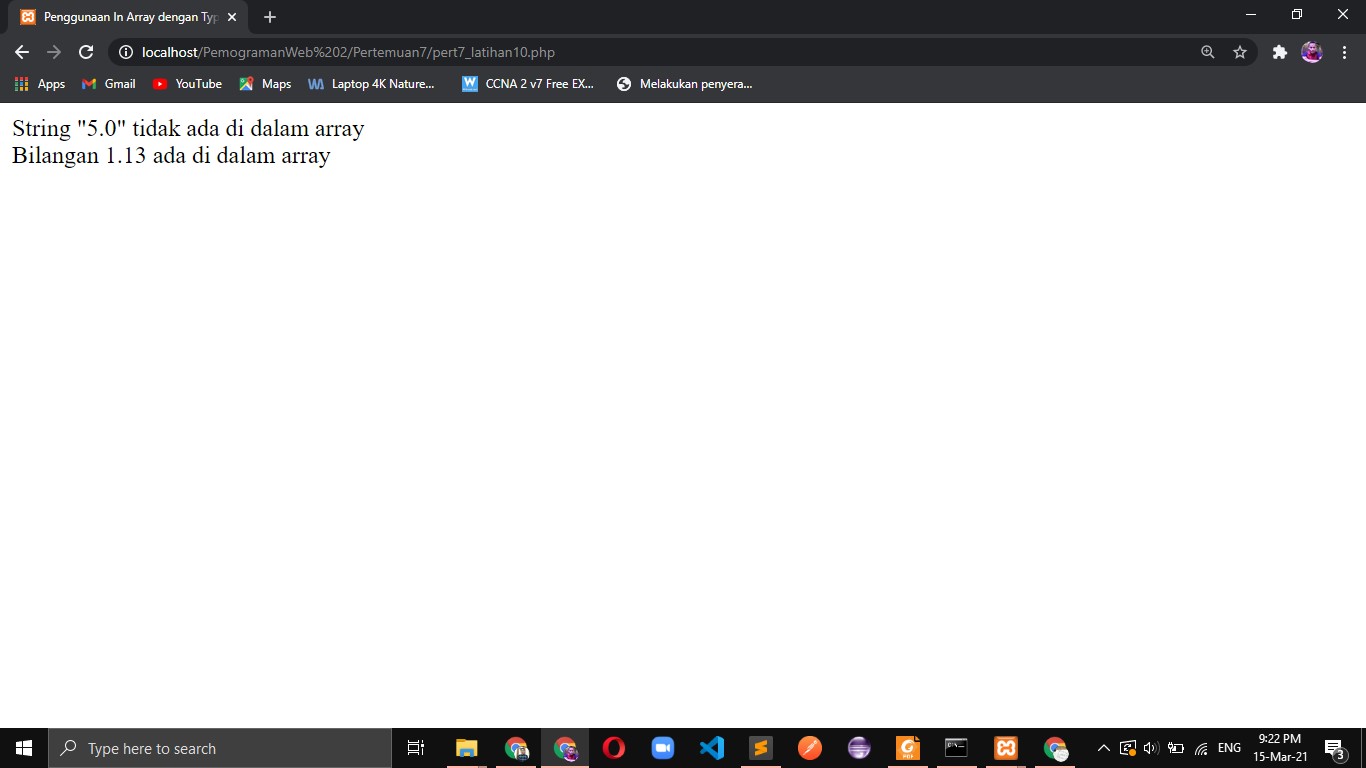 Penggunaan In Array dengan Typ
localhost/PemogramanWeb%202/Pertemuan7/pert7_latihan10.php
Apps Gmail YouTube Maps Laptop 4K Nature... CCNA 2 v7 Free EX... Melakukan penyera...
String "5.0" tidak ada di dalam array
Bilangan 1.13 ada di dalam array
Type here to search
ENG
9:22 PM
15-Mar-21
3